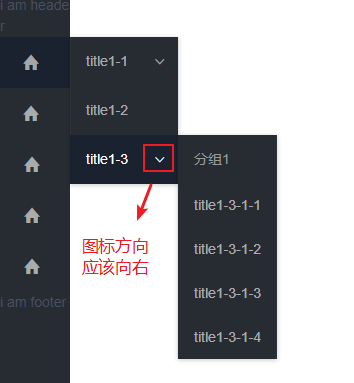 i am heade
r
title1-1
title1-2
title1-3
分组1
title1-3-1-1
title1-3-1-2
title1-3-1-3
title1-3-1-4
图标方向
应该向右
i am footer